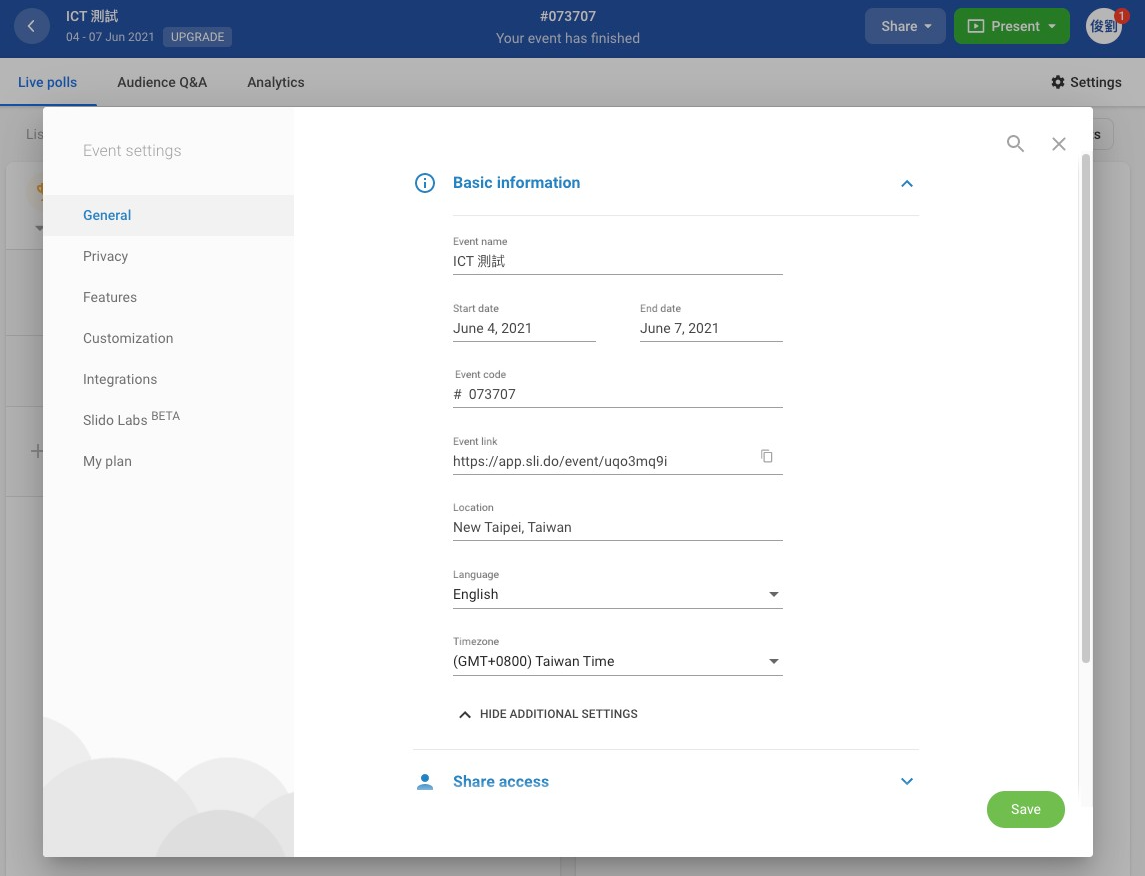 ICT 測試
04 - 07 Jun 2021 UPGRADE
#073707
Your event has finished
Share
Present
俊劉
1
Live polls
Audience Q&A
Analytics
Settings
Lis
s
Event settings
General
Privacy
Features
Customization
Integrations
Slido Labs BETA
My plan
Basic information
Event name
ICT 測試
Start date
June 4, 2021
End date
June 7, 2021
Event code
# 073707
Event link
https://app.sli.do/event/uqo3mq9i
Location
New Taipei, Taiwan
Language
English
Timezone
(GMT+0800) Taiwan Time
HIDE ADDITIONAL SETTINGS
Share access
Save